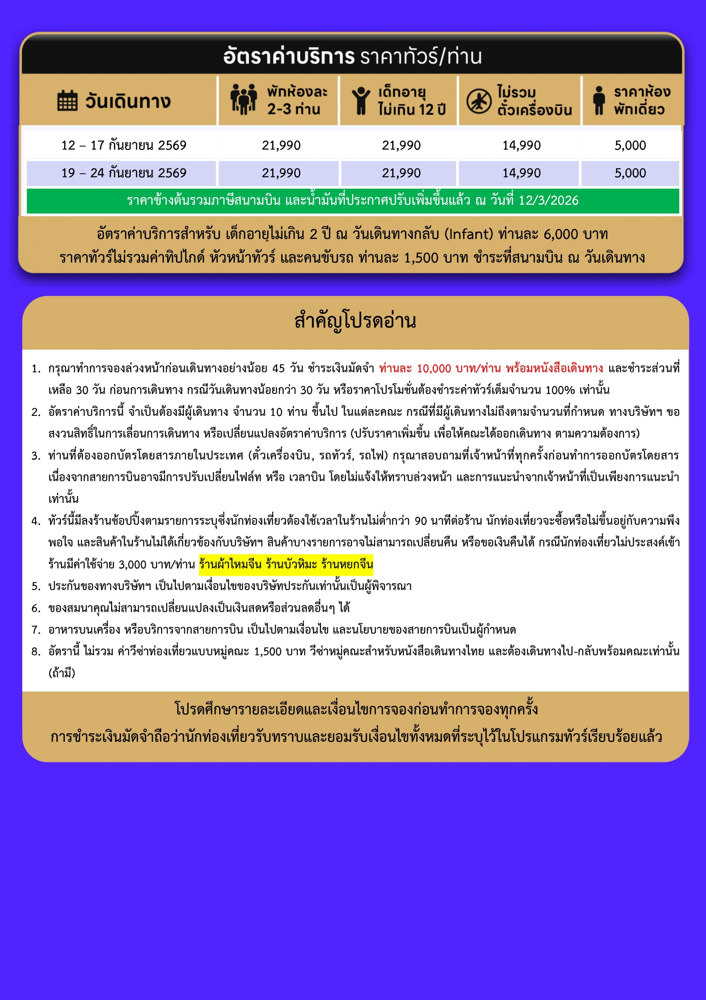 อัตราค่าบริการ ราคาทัวร์/ท่าน
วันเดินทาง พักห้องละ 2-3 ท่าน เด็กอายุ ไม่เกิน 12 ปี ไม่รวม ตั๋วเครื่องบิน ราคาห้อง พักเดี่ยว
12 – 17 กันยายน 2569 21,990 21,990 14,990 5,000
19 – 24 กันยายน 2569 21,990 21,990 14,990 5,000
ราคาข้างต้นรวมภาษีสนามบิน และน้ำมันที่ประกาศปรับเพิ่มขึ้นแล้ว ณ วันที่ 12/3/2026
อัตราค่าบริการสำหรับ เด็กอายุไม่เกิน 2 ปี ณ วันเดินทางกลับ (Infant) ท่านละ 6,000 บาท
ราคาทัวร์ไม่รวมค่าทิปไกด์ หัวหน้าทัวร์ และคนขับรถ ท่านละ 1,500 บาท ชำระที่สนามบิน ณ วันเดินทาง
สำคัญโปรดอ่าน
1. กรุณาทำการจองล่วงหน้าก่อนเดินทางอย่างน้อย 45 วัน ชำระเงินมัดจำ ท่านละ 10,000 บาท/ท่าน พร้อมหนังสือเดินทาง และชำระส่วนที่
เหลือ 30 วัน ก่อนการเดินทาง กรณีวันเดินทางน้อยกว่า 30 วัน หรือราคาโปรโมชั่นต้องชำระค่าทัวร์เต็มจำนวน 100% เท่านั้น
2. อัตราค่าบริการนี้ จำเป็นต้องมีผู้เดินทาง จำนวน 10 ท่าน ขึ้นไป ในแต่ละคณะ กรณีที่มีผู้เดินทางไม่ถึงตามจำนวนที่กำหนด ทางบริษัทฯ ขอ
สงวนสิทธิ์ในการเลื่อนการเดินทาง หรือเปลี่ยนแปลงอัตราค่าบริการ (ปรับราคาเพิ่มขึ้น เพื่อให้คณะได้ออกเดินทาง ตามความต้องการ)
3. ท่านที่ต้องออกบัตรโดยสารภายในประเทศ (ตั๋วเครื่องบิน, รถทัวร์, รถไฟ) กรุณาสอบถามที่เจ้าหน้าที่ทุกครั้งก่อนทำการออกบัตรโดยสาร
เนื่องจากสายการบินอาจมีการปรับเปลี่ยนไฟล์ท หรือ เวลาบิน โดยไม่แจ้งให้ทราบล่วงหน้า และการแนะนำจากเจ้าหน้าที่เป็นเพียงการแนะนำ
เท่านั้น
4. ทัวร์นี้มีลงร้านช้อปปิ้งตามรายการระบุซึ่งนักท่องเที่ยวต้องใช้เวลาในร้านไม่ต่ำกว่า 90 นาทีต่อร้าน นักท่องเที่ยวจะซื้อหรือไม่ขึ้นอยู่กับความพึง
พอใจ และสินค้าในร้านไม่ได้เกี่ยวข้องกับบริษัทฯ สินค้าบางรายการอาจไม่สามารถเปลี่ยนคืน หรือขอเงินคืนได้ กรณีนักท่องเที่ยวไม่ประสงค์เข้า
ร้านมีค่าใช้จ่าย 3,000 บาท/ท่าน ร้านผ้าไหมจีน ร้านบัวหิมะ ร้านหยกจีน
5. ประกันของทางบริษัทฯ เป็นไปตามเงื่อนไขของบริษัทประกันเท่านั้นเป็นผู้พิจารณา
6. ของสมนาคุณไม่สามารถเปลี่ยนแปลงเป็นเงินสดหรือส่วนลดอื่นๆ ได้
7. อาหารบนเครื่อง หรือบริการจากสายการบิน เป็นไปตามเงื่อนไข และนโยบายของสายการบินเป็นผู้กำหนด
8. อัตรานี้ ไม่รวม ค่าวีซ่าท่องเที่ยวแบบหมู่คณะ 1,500 บาท วีซ่าหมู่คณะสำหรับหนังสือเดินทางไทย และต้องเดินทางไป-กลับพร้อมคณะเท่านั้น
(ถ้ามี)
โปรดศึกษารายละเอียดและเงื่อนไขการจองก่อนทำการจองทุกครั้ง
การชำระเงินมัดจำถือว่านักท่องเที่ยวรับทราบและยอมรับเงื่อนไขทั้งหมดที่ระบุไว้ในโปรแกรมทัวร์เรียบร้อยแล้ว